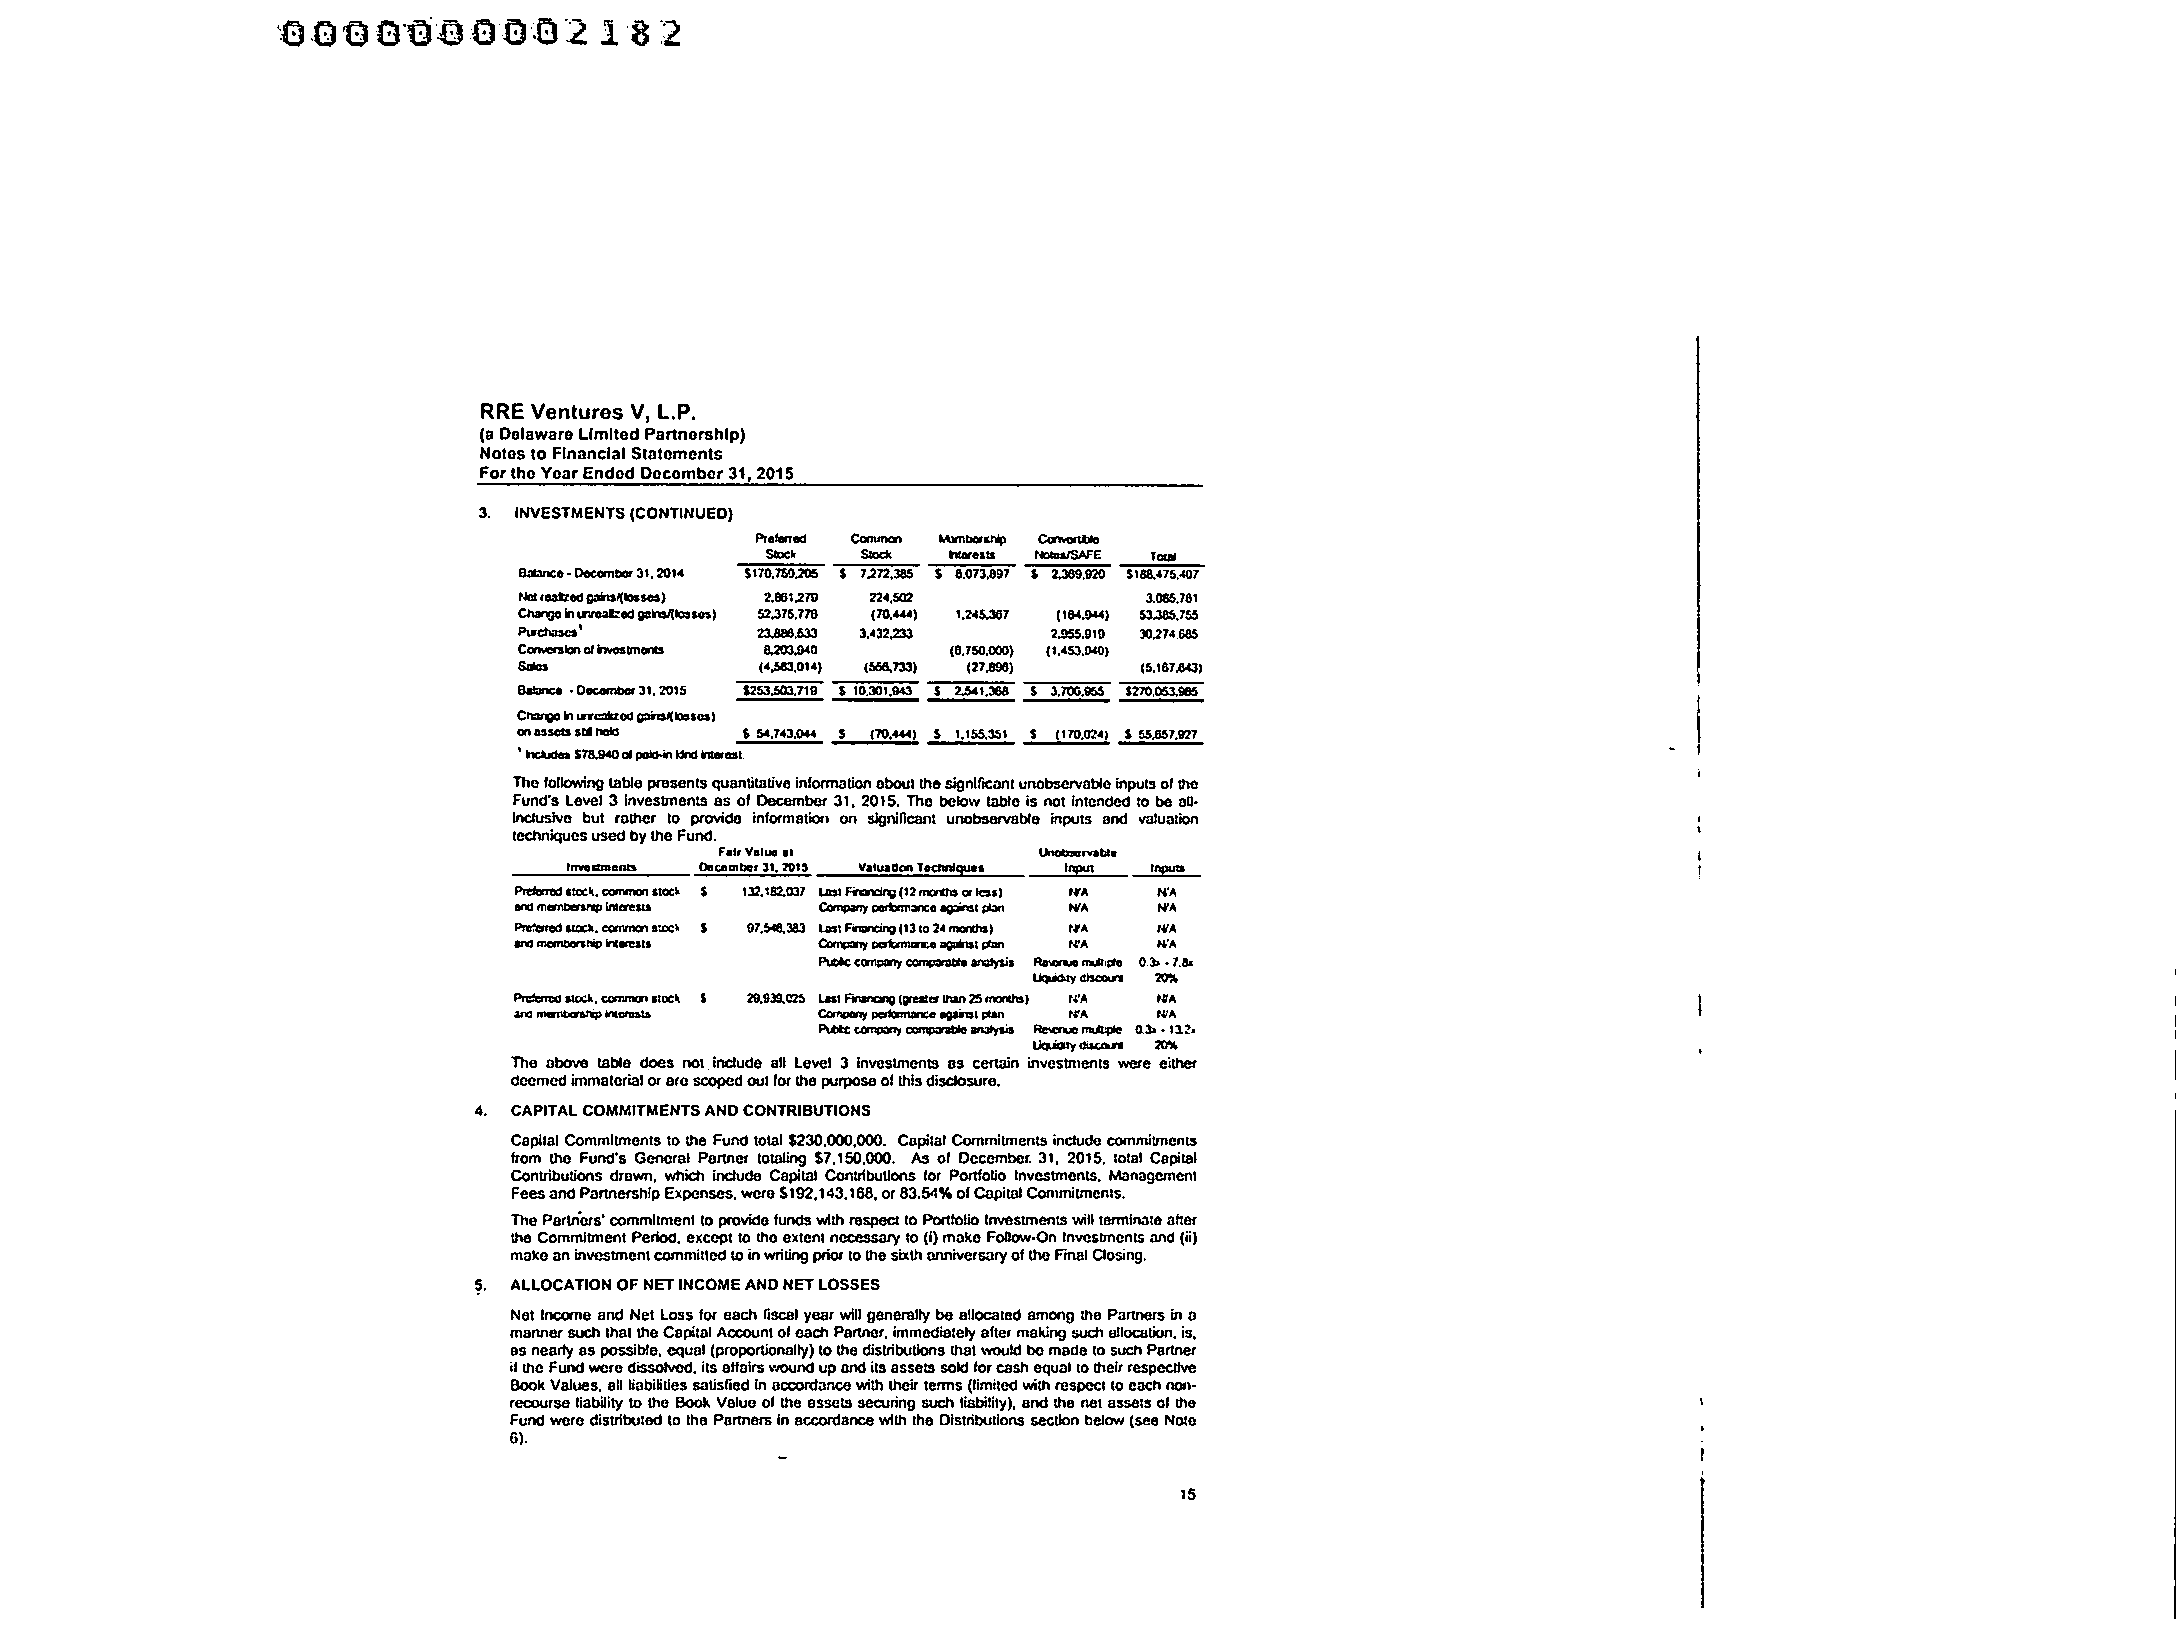 0000000002182
RRE Ventures V, L.P.
(a Delaware Limited Partnership)
Notes to Financial Statements
For the Year Ended December 31, 2015
3. INVESTMENTS (CONTINUED)
Preferred Common Membership Convertible
Stock Stock Interests Notes/SAFE Total
Balance - December 31, 2014 $170,759,205 $ 7,272,385 $ 8,073,897 $ 2,369,920 $188,475,407
Net realized gains/(losses) 2,861,279 224,502 3,085,781
Change in unrealized gains/(losses) 52,375,776 (70,444) 1,245,367 (164,944) 53,385,755
Purchases¹ 23,886,533 3,432,233 2,955,919 30,274,685
Conversion of investments 8,203,940 (6,750,000) (1,453,940)
Sales (4,583,014) (556,733) (27,896) (5,167,643)
Balance - December 31, 2015 $253,503,719 $ 10,301,943 $ 2,541,368 $ 3,706,955 $270,053,985
Change in unrealized gains/(losses)
on assets still held $ 54,743,044 $ (70,444) $ 1,155,351 $ (170,024) $ 55,657,927
¹ Includes $78,940 of paid-in kind interest.
The following table presents quantitative information about the significant unobservable inputs of the
Fund's Level 3 investments as of December 31, 2015. The below table is not intended to be all-
inclusive but rather to provide information on significant unobservable inputs and valuation
techniques used by the Fund.
Fair Value at Unobservable
Investments December 31, 2015 Valuation Techniques Input Inputs
Preferred stock, common stock $ 132,182,037 Last Financing (12 months or less) N/A N/A
and membership interests Company performance against plan N/A N/A
Preferred stock, common stock $ 97,548,383 Last Financing (13 to 24 months) N/A N/A
and membership interests Company performance against plan N/A N/A
Public company comparable analysis Revenue multiple 0.3x - 7.8x
Liquidity discount 20%
Preferred stock, common stock $ 29,939,025 Last Financing (greater than 25 months) N/A N/A
and membership interests Company performance against plan N/A N/A
Public company comparable analysis Revenue multiple 0.3x - 13.2x
Liquidity discount 20%
The above table does not include all Level 3 investments as certain investments were either
deemed immaterial or are scoped out for the purpose of this disclosure.
4. CAPITAL COMMITMENTS AND CONTRIBUTIONS
Capital Commitments to the Fund total $230,000,000. Capital Commitments include commitments
from the Fund's General Partner totaling $7,150,000. As of December 31, 2015, total Capital
Contributions drawn, which include Capital Contributions for Portfolio Investments, Management
Fees and Partnership Expenses, were $192,143,168, or 83.54% of Capital Commitments.
The Partners' commitment to provide funds with respect to Portfolio Investments will terminate after
the Commitment Period, except to the extent necessary to (i) make Follow-On Investments and (ii)
make an investment committed to in writing prior to the sixth anniversary of the Final Closing.
5. ALLOCATION OF NET INCOME AND NET LOSSES
Net Income and Net Loss for each fiscal year will generally be allocated among the Partners in a
manner such that the Capital Account of each Partner, immediately after making such allocation, is,
as nearly as possible, equal (proportionally) to the distributions that would be made to such Partner
if the Fund were dissolved, its affairs wound up and its assets sold for cash equal to their respective
Book Values, all liabilities satisfied in accordance with their terms (limited with respect to each non-
recourse liability to the Book Value of the assets securing such liability), and the net assets of the
Fund were distributed to the Partners in accordance with the Distributions section below (see Note
6).
15